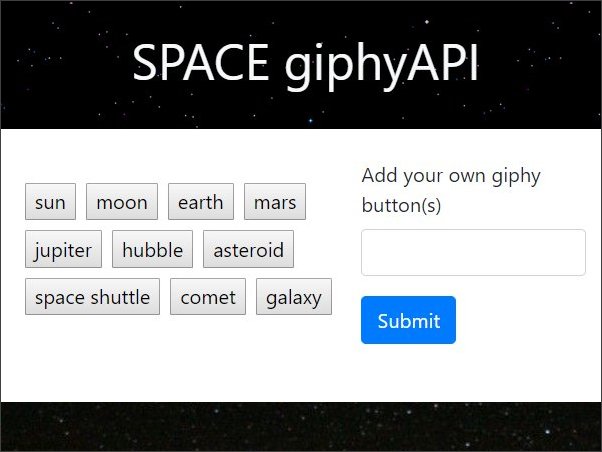 SPACE giphyAPI
sun moon earth mars
jupiter hubble asteroid
space shuttle comet galaxy
Add your own giphy
button(s)
Submit